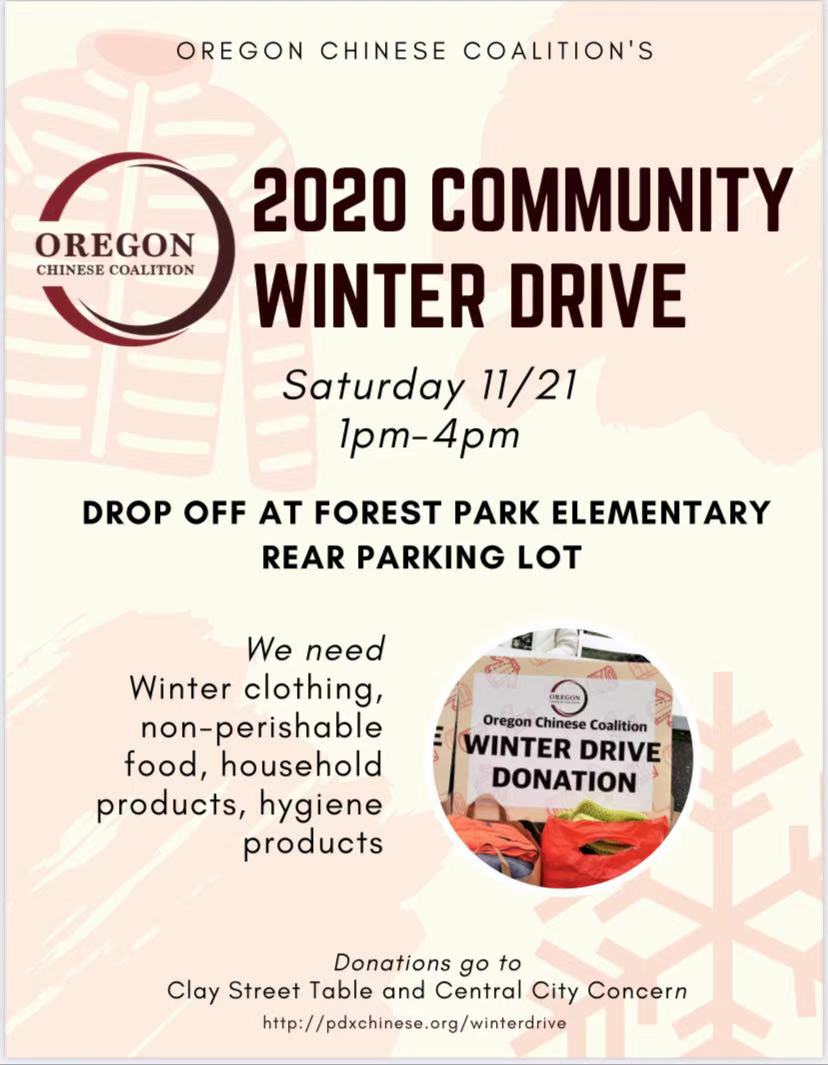 OREGON CHINESE COALITION'S
OREGON
CHINESE COALITION
2020 COMMUNITY
WINTER DRIVE
Saturday 11/21
1pm-4pm
DROP OFF AT FOREST PARK ELEMENTARY
REAR PARKING LOT
We need
Winter clothing,
non-perishable
food, household
products, hygiene
products
OREGON
Oregon Chinese Coalition
WINTER DRIVE
DONATION
E
Donations go to
Clay Street Table and Central City Concern
http://pdxchinese.org/winterdrive